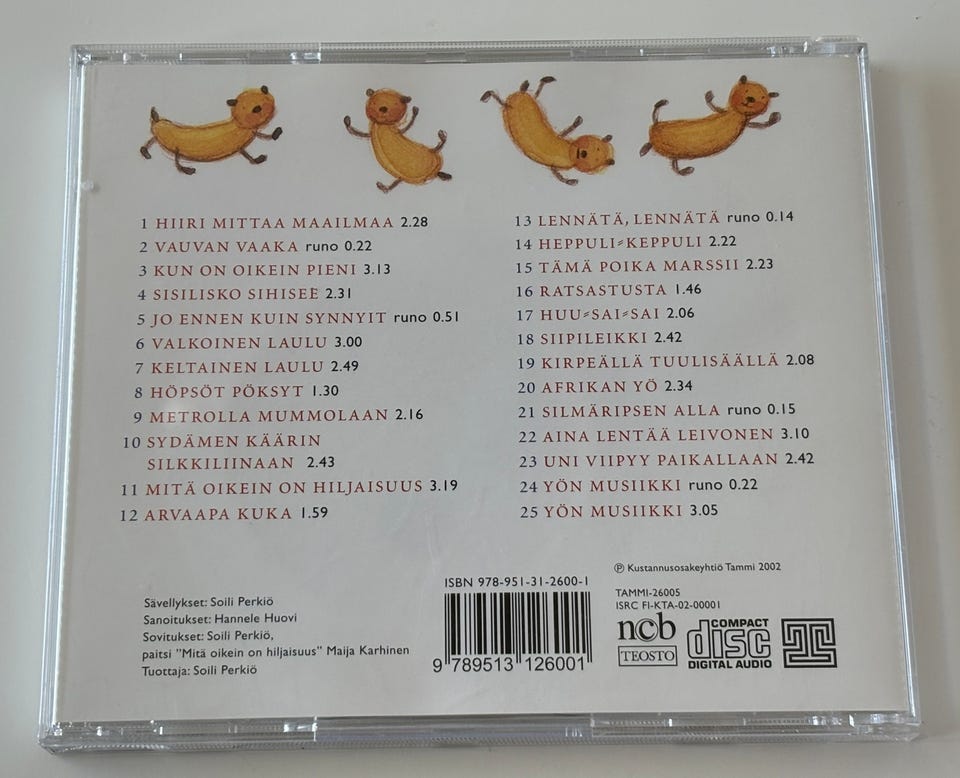 1 HIIRI MITTAA MAAILMAA 2.28
2 VAUVAN VAAKA runo 0.22
3 KUN ON OIKEIN PIENI 3.13
4 SISILISKO SIHISEE 2.31
5 JO ENNEN KUIN SYNNYIT runo 0.51
6 VALKOINEN LAULU 3.00
7 KELTAINEN LAULU 2.49
8 HÖPSÖT PÖKSYT 1.30
9 METROLLA MUMMOLAAN 2.16
10 SYDÄMEN KÄÄRIN
SILKKILIINAAN 2.43
11 MITÄ OIKEIN ON HILJAISUUS 3.19
12 ARVAAPA KUKA 1.59
13 LENNÄTÄ, LENNÄTÄ runo 0.14
14 HEPPULI-KEPPULI 2.22
15 TÄMÄ POIKA MARSSII 2.23
16 RATSASTUSTA 1.46
17 HUU-SAI-SAI 2.06
18 SIIPILEIKKI 2.42
19 KIRPEÄLLÄ TUULISÄÄLLÄ 2.08
20 AFRIKAN YÖ 2.34
21 SILMÄRIPSEN ALLA runo 0.15
22 AINA LENTÄÄ LEIVONEN 3.10
23 UNI VIIPYY PAIKALLAAN 2.42
24 YÖN MUSIIKKI runo 0.22
25 YÖN MUSIIKKI 3.05
Sävellykset: Soili Perkiö
Sanoitukset: Hannele Huovi
Sovitukset: Soili Perkiö,
paitsi "Mitä oikein on hiljaisuus" Maija Karhinen
Tuottaja: Soili Perkiö
ISBN 978-951-31-2600-1
9 789513 126001
℗ Kustannusosakeyhtiö Tammi 2002
TAMMI-26005
ISRC FI-KTA-02-00001
ncb
TEOSTO
COMPACT
disc
DIGITAL AUDIO